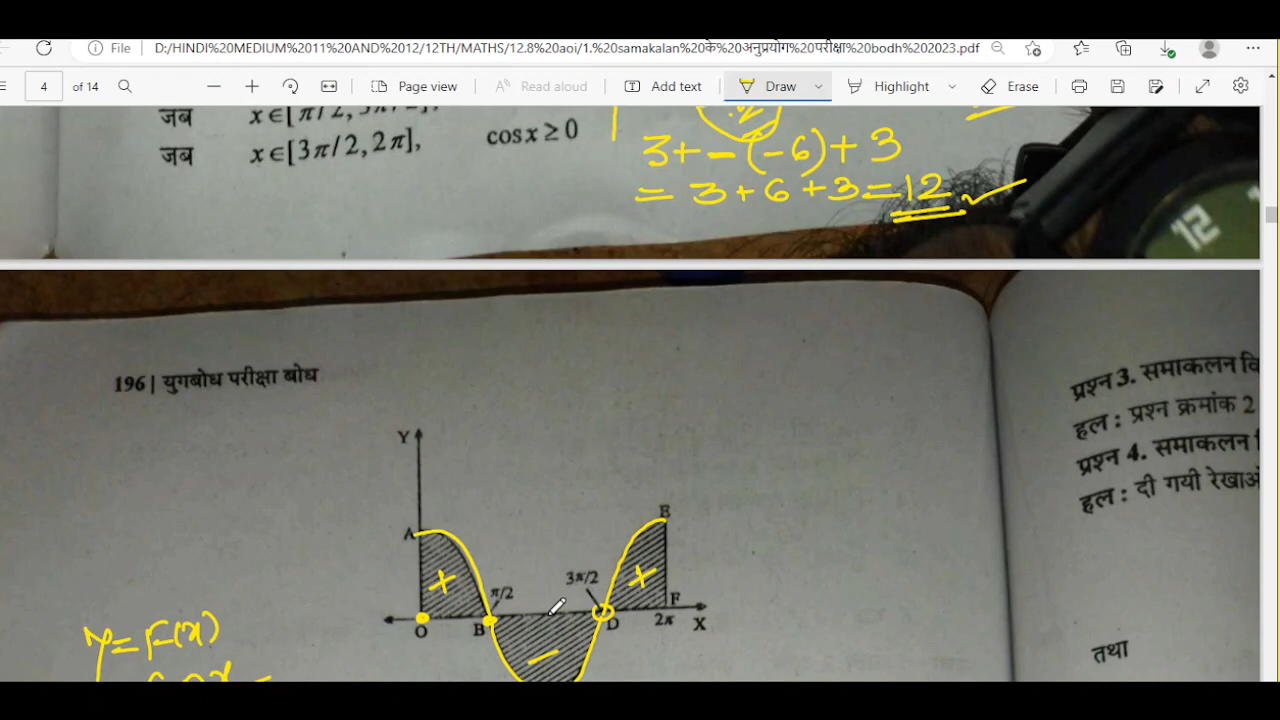 File D:/HINDI%20MEDIUM%2011%20AND%2012/12TH/MATHS/12.8%20aoi/1.%20samakalan%20के%20अनुप्रयोग%20परीक्षा%20bodh%202023.pdf
4 of 14 Page view Read aloud Add text Draw Highlight Erase
जब
जब x∈[3π/2, 2π], cos x ≥ 0
3+-(-6)+3
= 3+6+3=12
12
196 | युगबोध परीक्षा बोध
प्रश्न 3. समाकलन
हल : प्रश्न क्रमांक 2
प्रश्न 4. समाकलन
हल : दी गयी
Y
A
E
+
+
π/2
3π/2
F
O
B
D
2π
X
−
y = F(x)
तथा